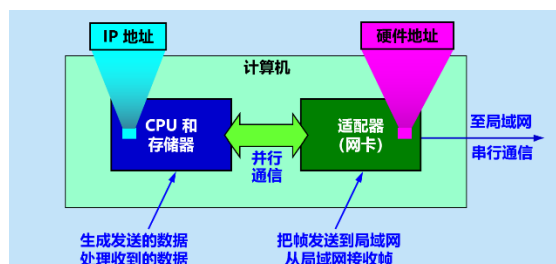 IP 地址
硬件地址
计算机
CPU 和
存储器
并行
通信
适配器
(网卡)
至局域网
串行通信
生成发送的数据
处理收到的数据
把帧发送到局域网
从局域网接收帧